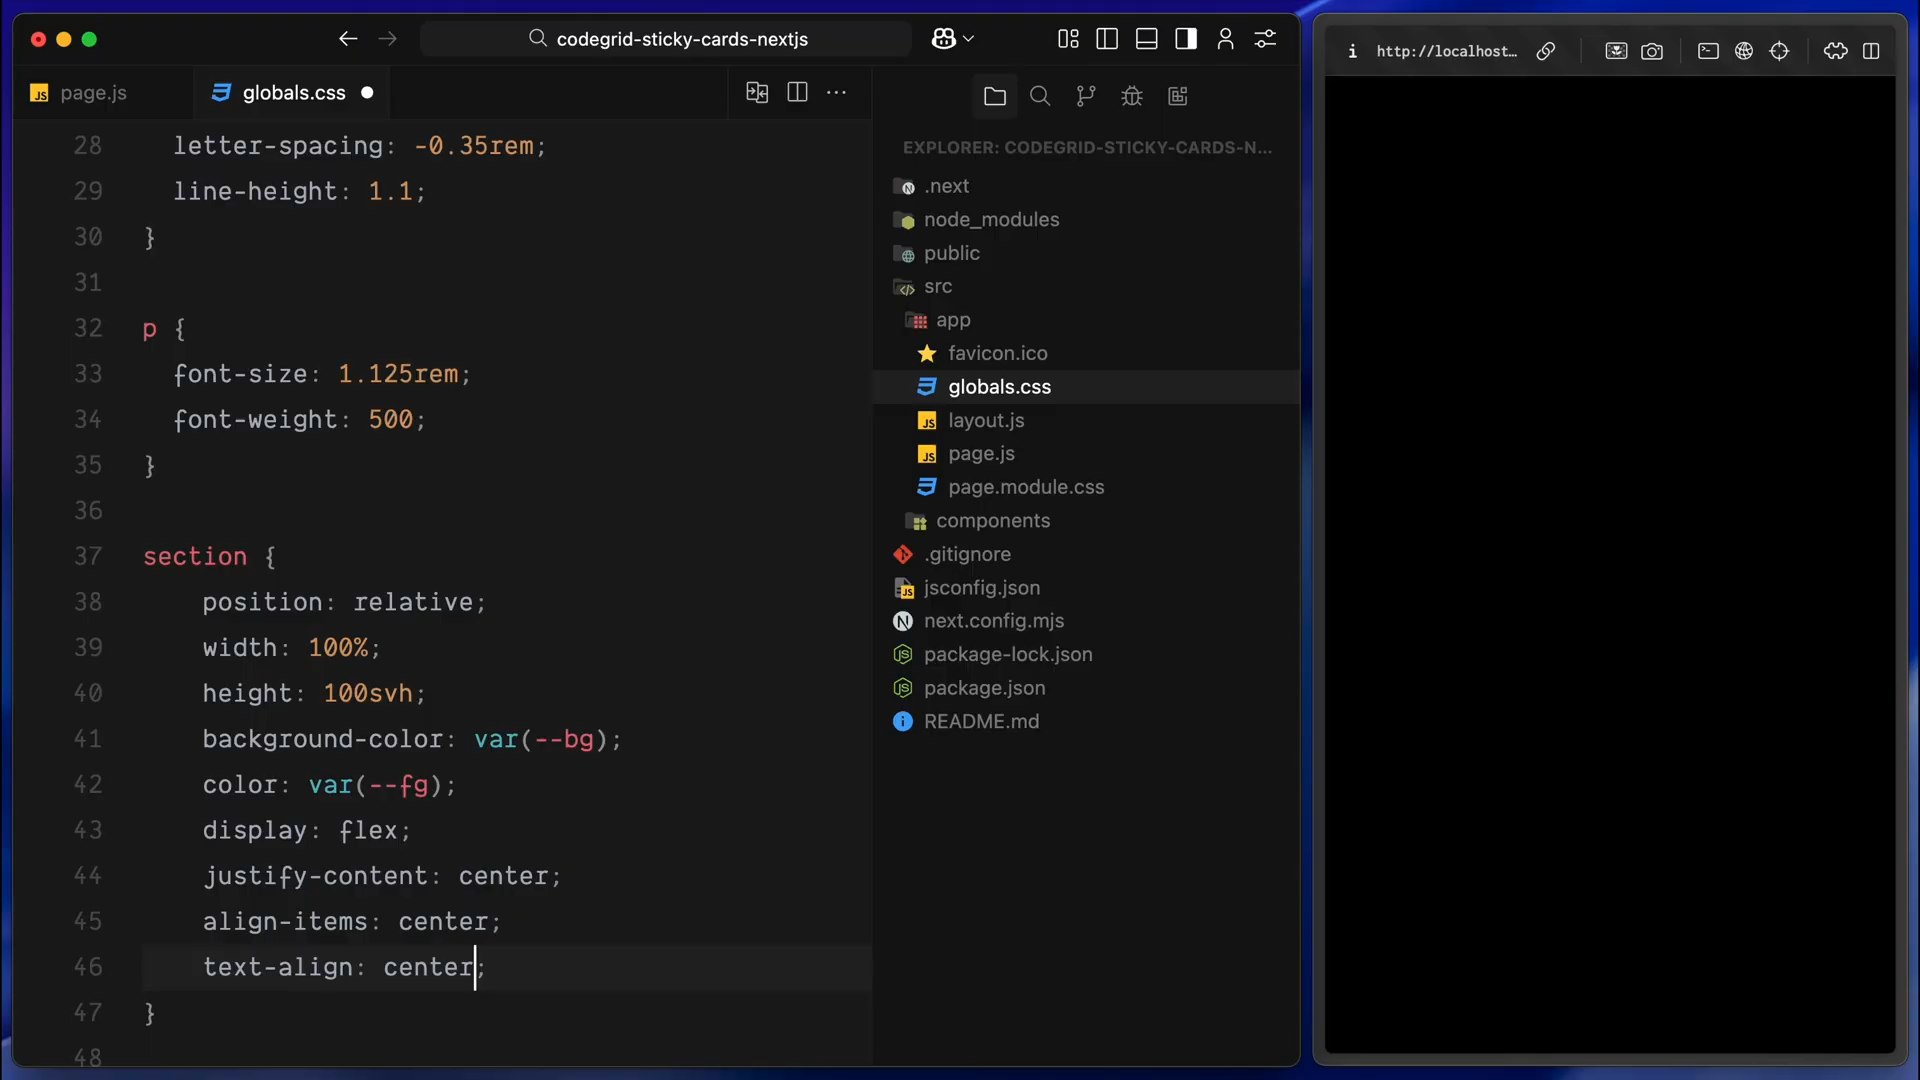 codegrid-sticky-cards-nextjs
page.js
globals.css
28 letter-spacing: -0.35rem;
29 line-height: 1.1;
30 }
31
32 p {
33 font-size: 1.125rem;
34 font-weight: 500;
35 }
36
37 section {
38 position: relative;
39 width: 100%;
40 height: 100svh;
41 background-color: var(--bg);
42 color: var(--fg);
43 display: flex;
44 justify-content: center;
45 align-items: center;
46 text-align: center;
47 }
48
EXPLORER: CODEGRID-STICKY-CARDS-N...
.next
node_modules
public
src
app
favicon.ico
globals.css
layout.js
page.js
page.module.css
components
.gitignore
jsconfig.json
next.config.mjs
package-lock.json
package.json
README.md
http://localhost...